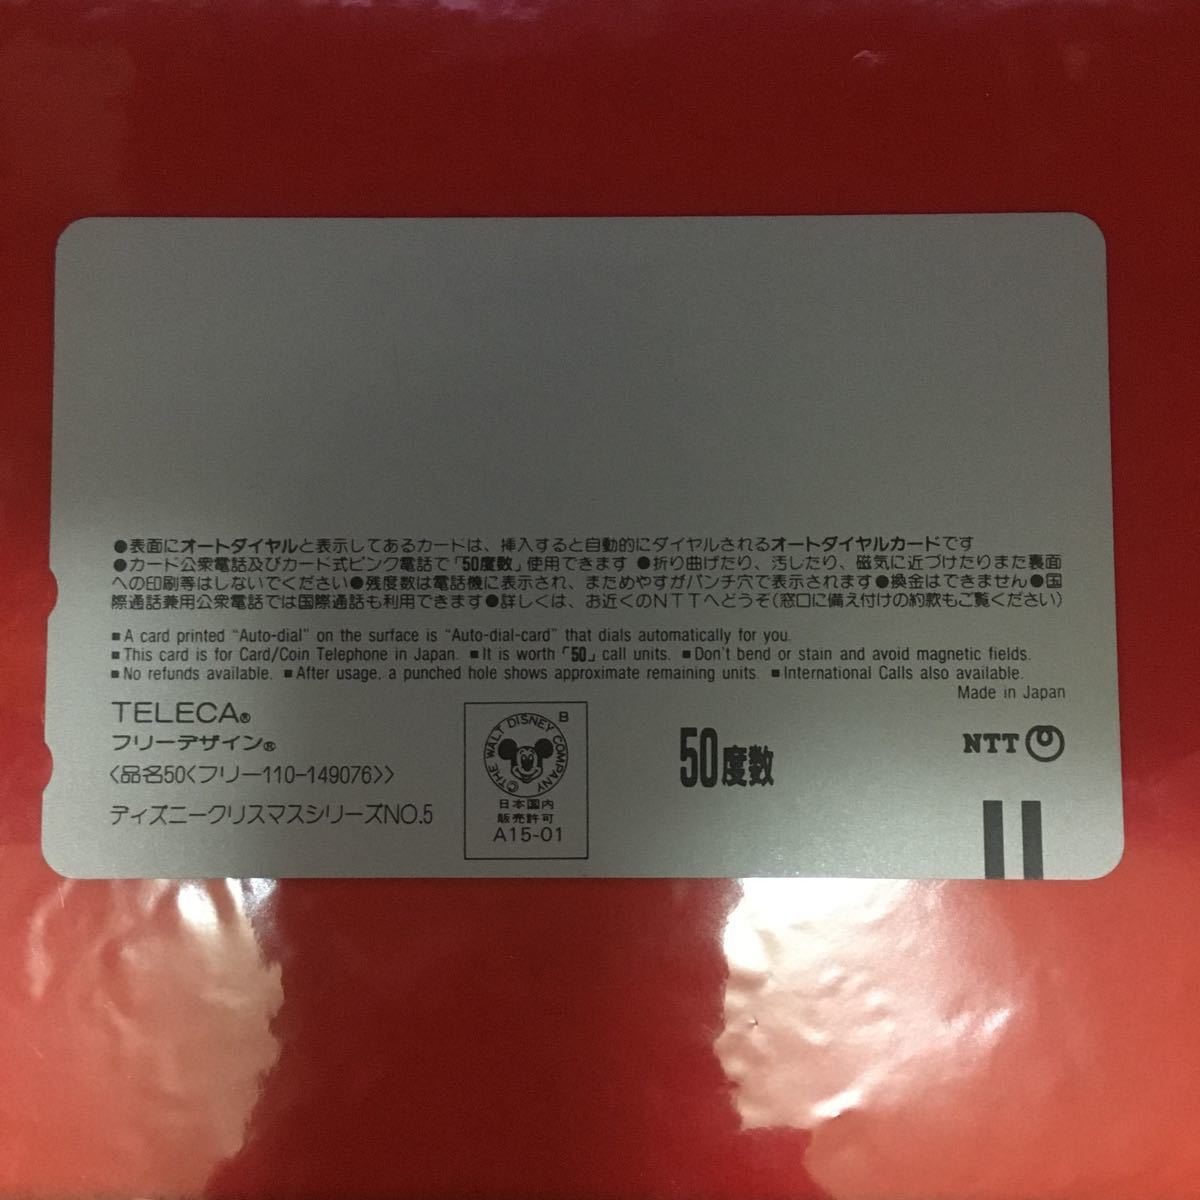 ●表面にオートダイヤルと表示してあるカードは、挿入すると自動的にダイヤルされるオートダイヤルカードです
●カード公衆電話及びカード式ピンク電話で「50度数」使用できます ●折り曲げたり、汚したり、磁気に近づけたりまた裏面
への印刷等はしないでください●残度数は電話機に表示され、まためやすがパンチ穴で表示されます●換金はできません●国
際通話兼用公衆電話では国際通話も利用できます●詳しくは、お近くのNTTへどうぞ(窓口に備え付けの約款もご覧ください)
■A card printed "Auto-dial" on the surface is "Auto-dial-card" that dials automatically for you.
■This card is for Card/Coin Telephone in Japan. ■It is worth「50」call units. ■Don't bend or stain and avoid magnetic fields.
■No refunds available. ■After usage, a punched hole shows approximate remaining units. ■International Calls also available.
Made in Japan
TELECA®
フリーデザイン®
〈品名50〈フリー110-149076〉〉
ディズニークリスマスシリーズNO.5
B
©THE WALT DISNEY COMPANY
日本国内
販売許可
A15-01
50度数
NTT